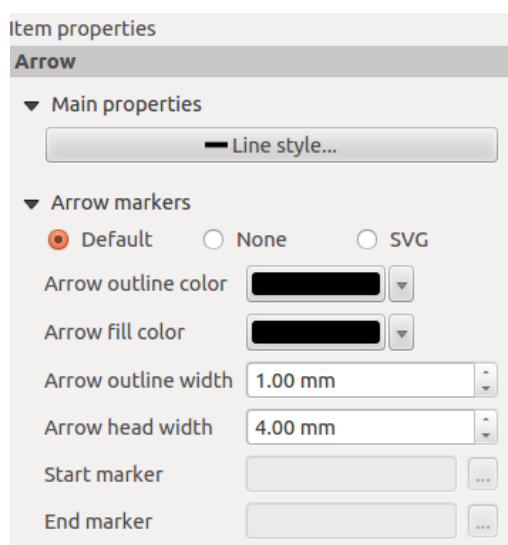 Item properties
Arrow
Main properties
Line style...
Arrow markers
Default None SVG
Arrow outline color
Arrow fill color
Arrow outline width 1.00 mm
Arrow head width 4.00 mm
Start marker ...
End marker ...